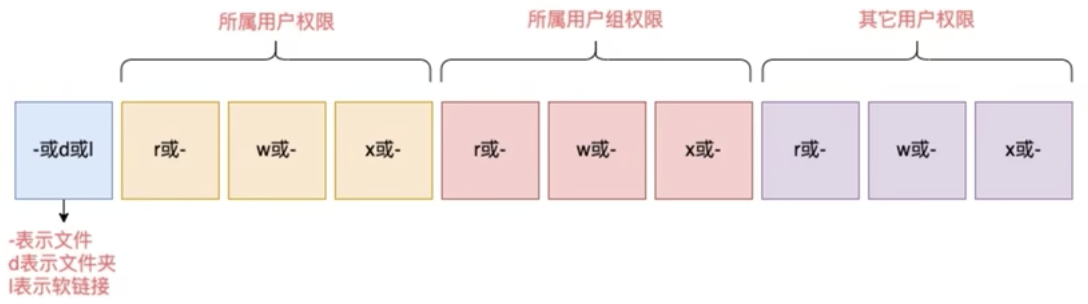 所属用户权限
所属用户组权限
其它用户权限
-或d或l
r或-
w或-
x或-
r或-
w或-
x或-
r或-
w或-
x或-
-表示文件
d表示文件夹
l表示软链接